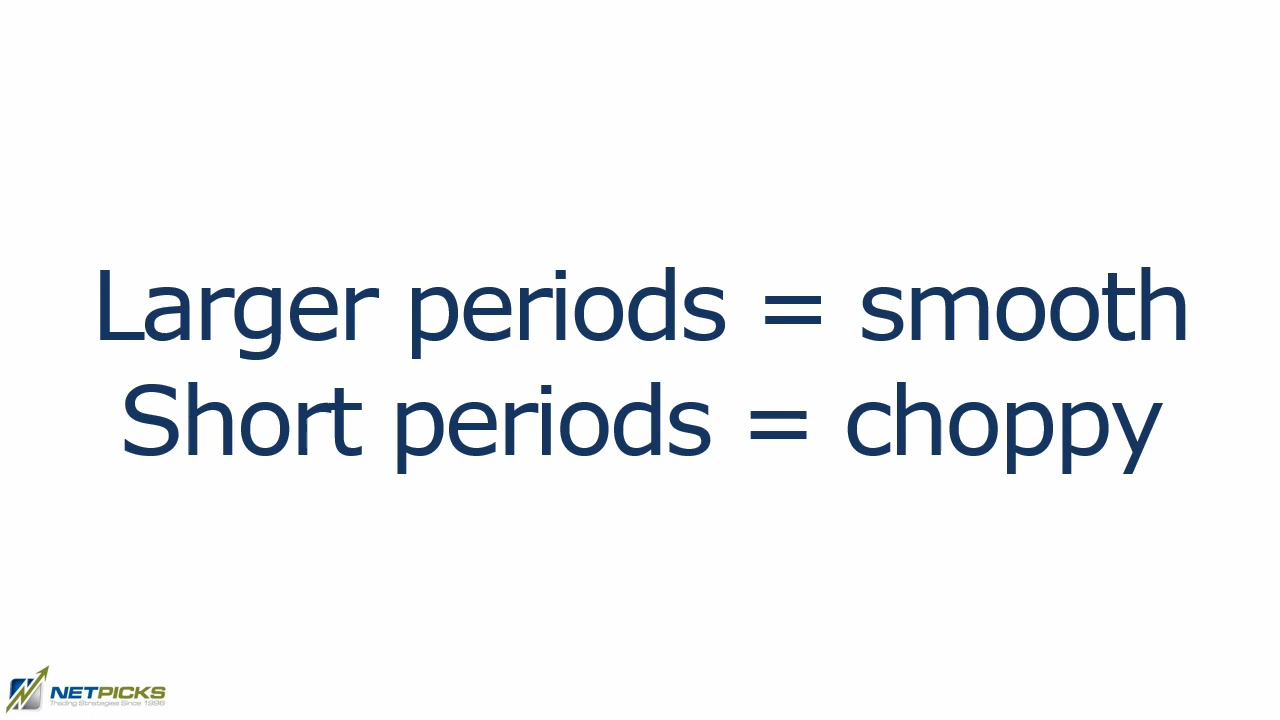 Larger periods = smooth
Short periods = choppy
NETPICKS
Trading Strategies Since 1996